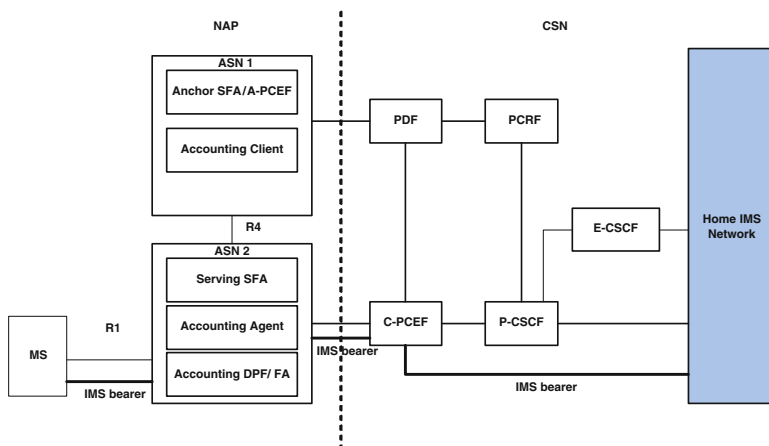 NAP
CSN
ASN 1
Anchor SFA/A-PCEF
Accounting Client
PDF
PCRF
R4
E-CSCF
Home IMS
Network
ASN 2
Serving SFA
Accounting Agent
Accounting DPF/ FA
MS
R1
IMS bearer
C-PCEF
P-CSCF
IMS bearer
IMS bearer